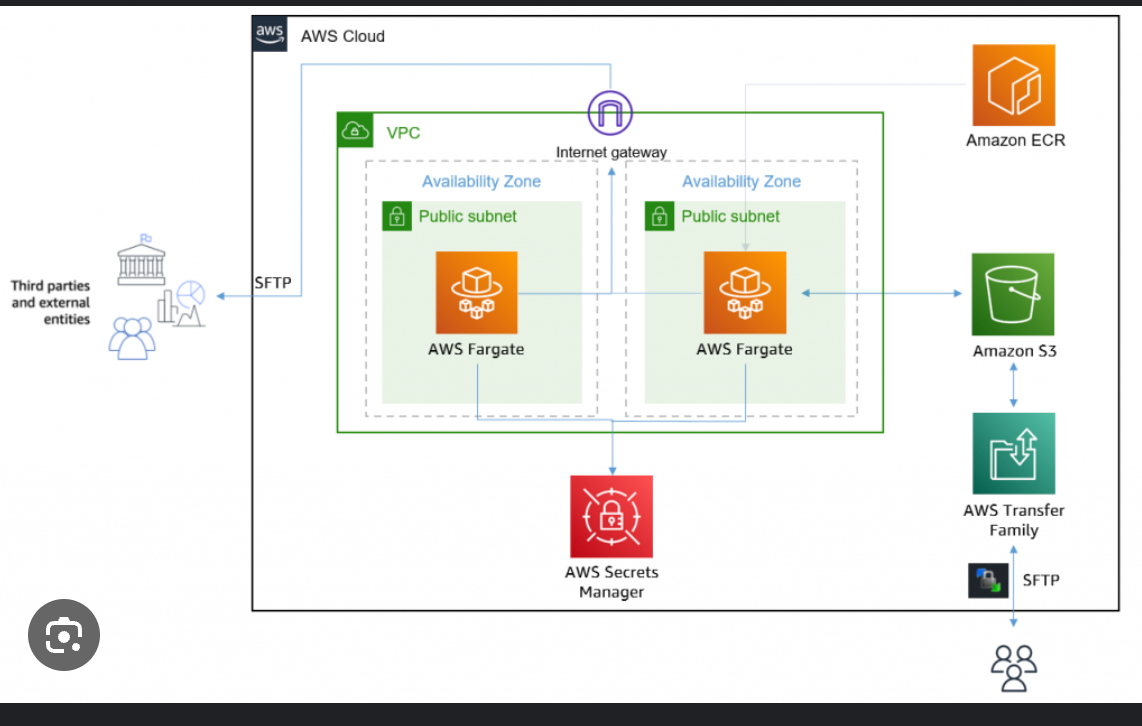 aws
AWS Cloud
Amazon ECR
VPC
Internet gateway
Availability Zone
Availability Zone
Public subnet
Public subnet
SFTP
Third parties
and external
entities
AWS Fargate
AWS Fargate
Amazon S3
AWS Transfer
Family
AWS Secrets
Manager
SFTP